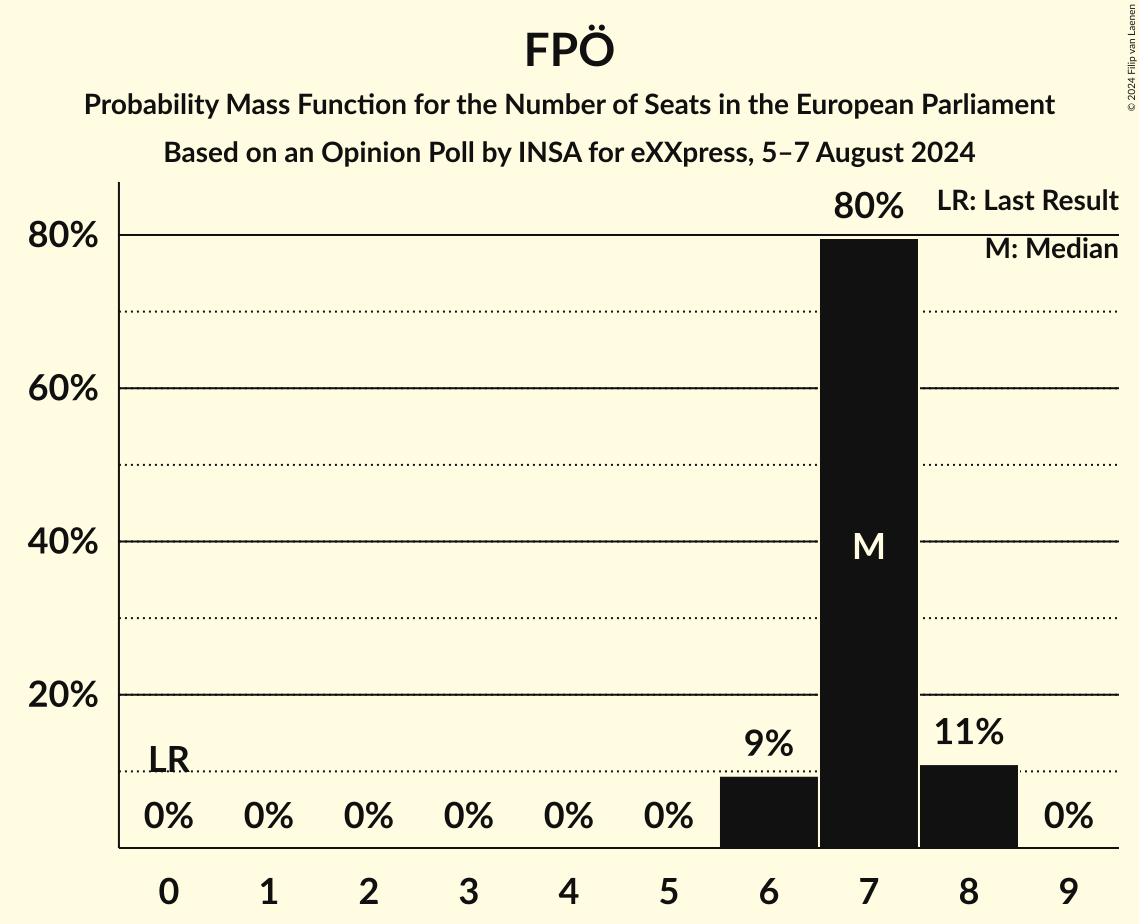 FPÖ
Probability Mass Function for the Number of Seats in the European Parliament
Based on an Opinion Poll by INSA for eXXpress, 5–7 August 2024
© 2024 Filip van Laenen
LR: Last Result
M: Median
80%
60%
40%
20%
LR
0%
0%
0%
0%
0%
0%
9%
80%
M
11%
0%
0 1 2 3 4 5 6 7 8 9